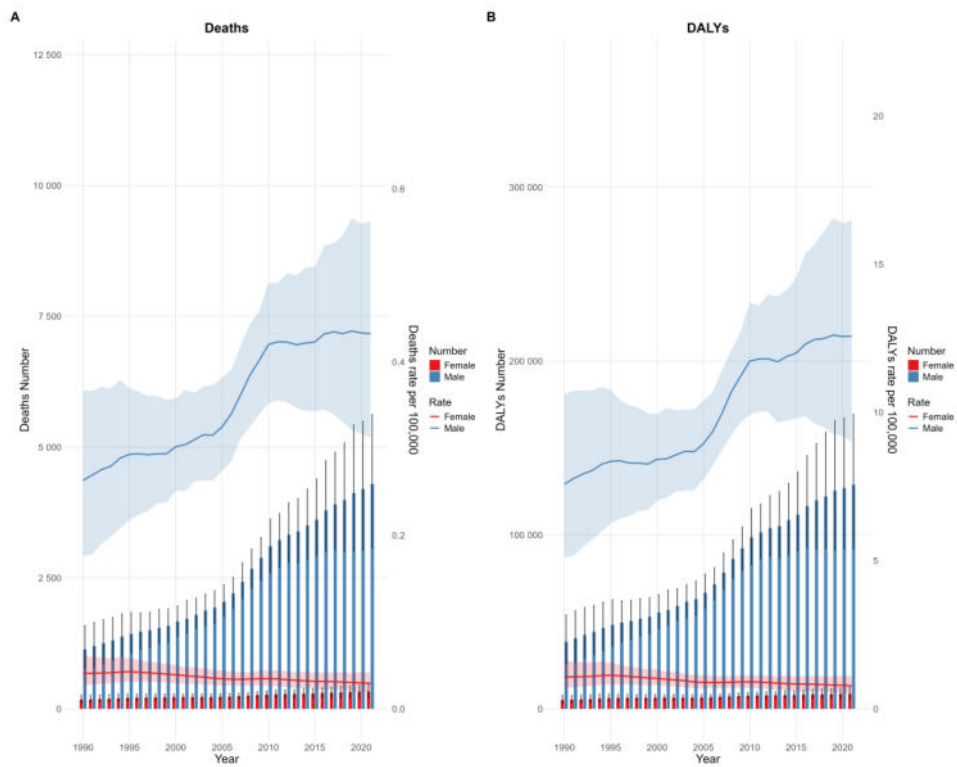 A
Deaths
12 500
10 000
7 500
5 000
2 500
0
0.6
0.4
0.2
0.0
Deaths Number
Deaths rate per 100,000
1990
1995
2000
2005
2010
2015
2020
Year
Number
Female
Male
Rate
Female
Male
B
DALYs
300 000
200 000
100 000
0
20
15
10
5
0
DALYs Number
DALYs rate per 100,000
1990
1995
2000
2005
2010
2015
2020
Year
Number
Female
Male
Rate
Female
Male